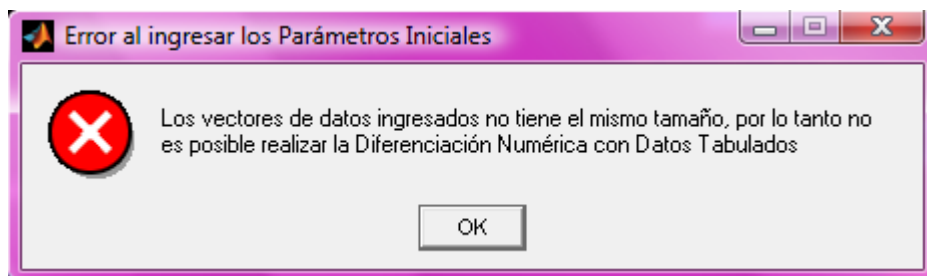 Error al ingresar los Parámetros Iniciales
Los vectores de datos ingresados no tiene el mismo tamaño, por lo tanto no
es posible realizar la Diferenciación Numérica con Datos Tabulados
OK